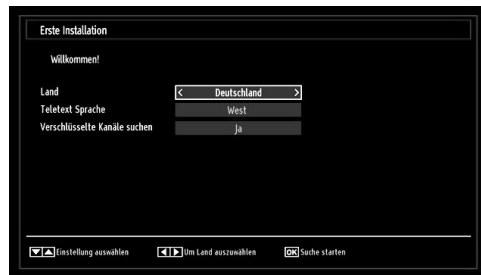 Erste Installation
Willkommen!
Land < Deutschland >
Teletext Sprache West
Verschlüsselte Kanäle suchen Ja
▼▲ Einstellung auswählen ◀▶ Um Land auszuwählen OK Suche starten